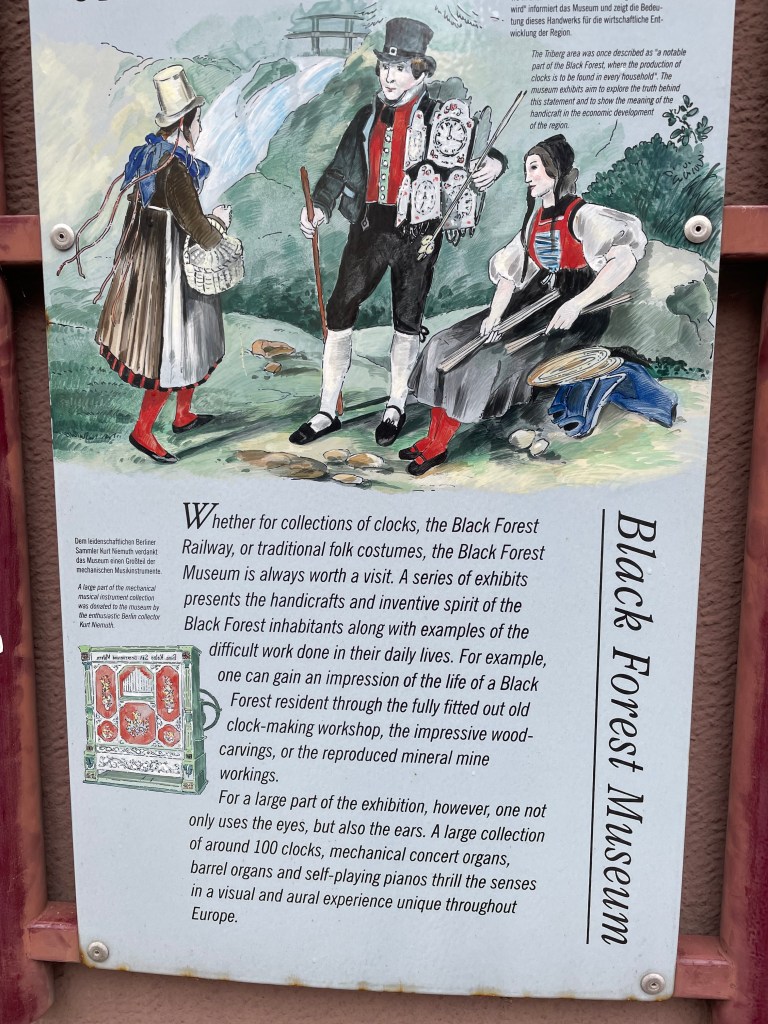 wird" informiert das Museum und zeigt die Bedeu-
tung dieses Handwerks für die wirtschaftliche Ent-
wicklung der Region.
The Triberg area was once described as "a notable
part of the Black Forest, where the production of
clocks is to be found in every household". The
museum exhibits aim to explore the truth behind
this statement and to show the meaning of the
handicraft in the economic development
of the region.
Dem leidenschaftlichen Berliner
Sammler Kurt Niemuth verdankt
das Museum einen Großteil der
mechanischen Musikinstrumente.
A large part of the mechanical
musical instrument collection
was donated to the museum by
the enthusiastic Berlin collector
Kurt Niemuth.
Whether for collections of clocks, the Black Forest
Railway, or traditional folk costumes, the Black Forest
Museum is always worth a visit. A series of exhibits
presents the handicrafts and inventive spirit of the
Black Forest inhabitants along with examples of the
difficult work done in their daily lives. For example,
one can gain an impression of the life of a Black
Forest resident through the fully fitted out old
clock-making workshop, the impressive wood-
carvings, or the reproduced mineral mine
workings.
For a large part of the exhibition, however, one not
only uses the eyes, but also the ears. A large collection
of around 100 clocks, mechanical concert organs,
barrel organs and self-playing pianos thrill the senses
in a visual and aural experience unique throughout
Europe.
Black Forest Museum